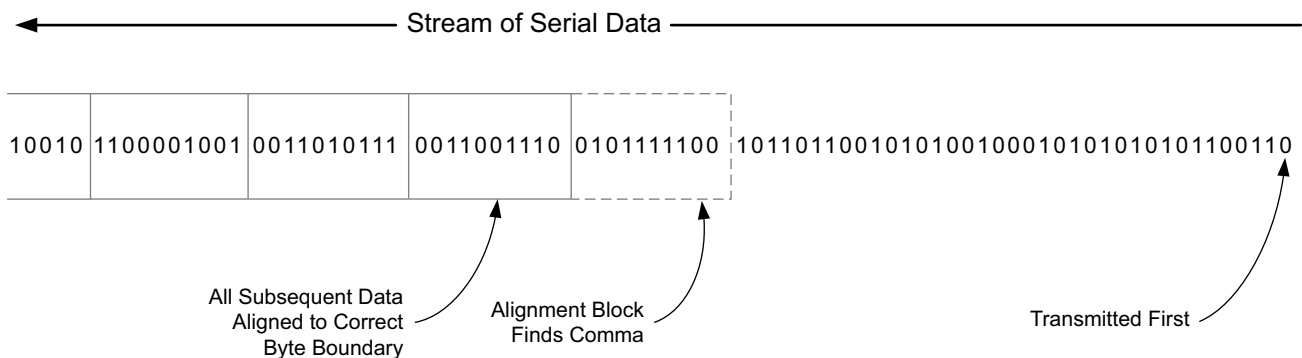 Stream of Serial Data
10010 1100001001 0011010111 0011001110 0101111100 1011011001010100100010101010101100110
All Subsequent Data
Aligned to Correct
Byte Boundary
Alignment Block
Finds Comma
Transmitted First